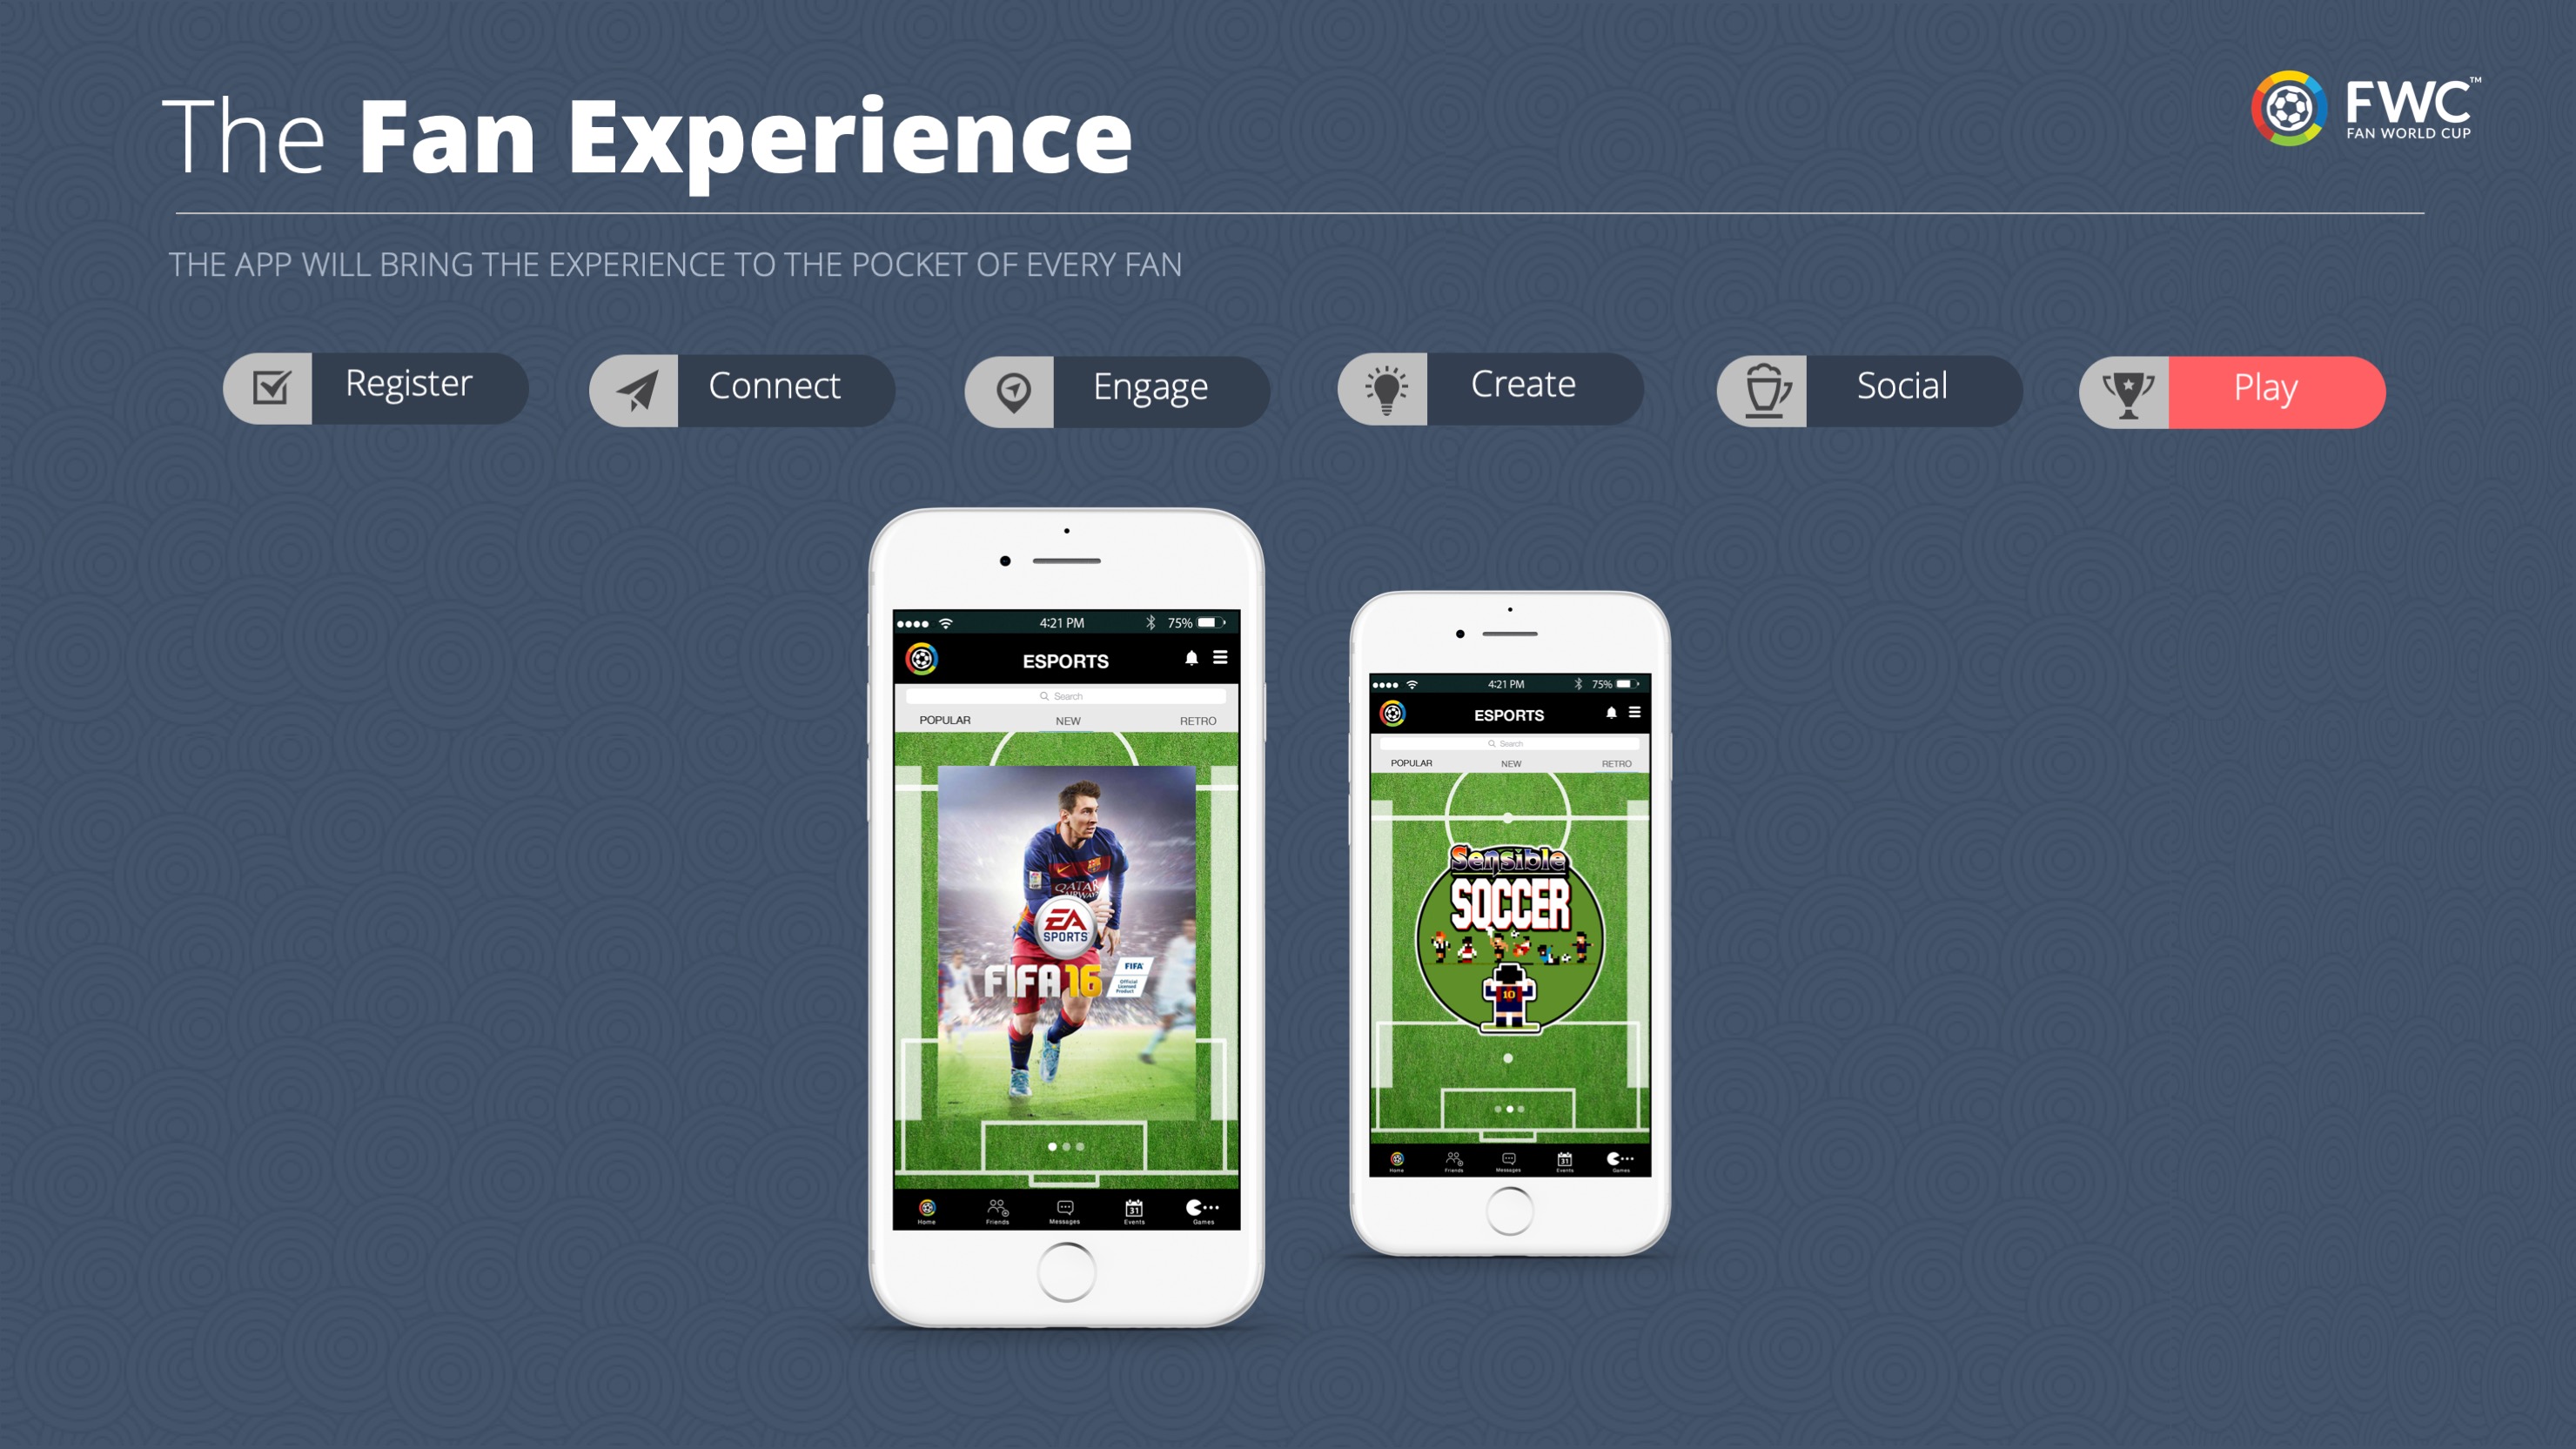 The Fan Experience
FWC™
FAN WORLD CUP
THE APP WILL BRING THE EXPERIENCE TO THE POCKET OF EVERY FAN
Register
Connect
Engage
Create
Social
Play
4:21 PM 75%
ESPORTS
Search
POPULAR NEW RETRO
QATAR
AIRWAYS
EA
SPORTS
FIFA 16
FIFA
Official
Licensed
Product
31
Home Friends Messages Events Games
4:21 PM 75%
ESPORTS
Search
POPULAR NEW RETRO
Sensible
SOCCER
10
31
Home Friends Messages Events Games